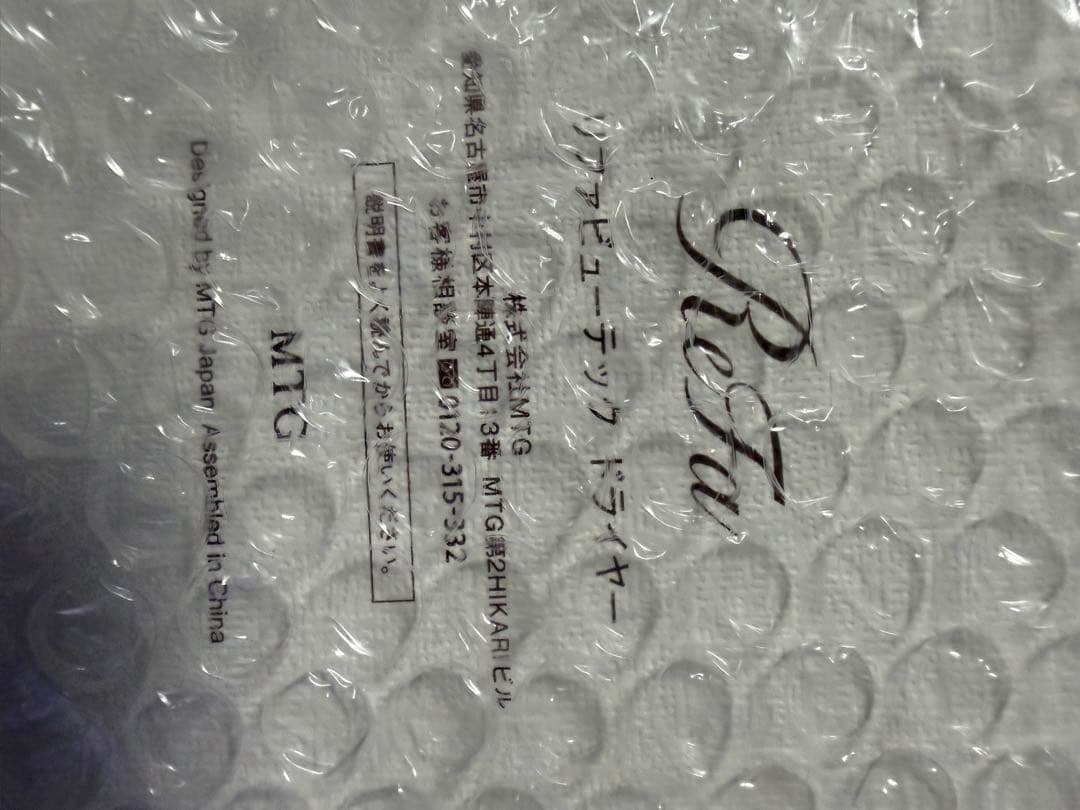 ReFa
リファビューテック ドライヤー
株式会社MTG
愛知県名古屋市中村区本陣通4丁目13番 MTG第2HIKARIビル
お客様相談室 0120-315-332
説明書をよく読んでからお使いください。
MTG
Designed by MTG Japan, Assembled in China